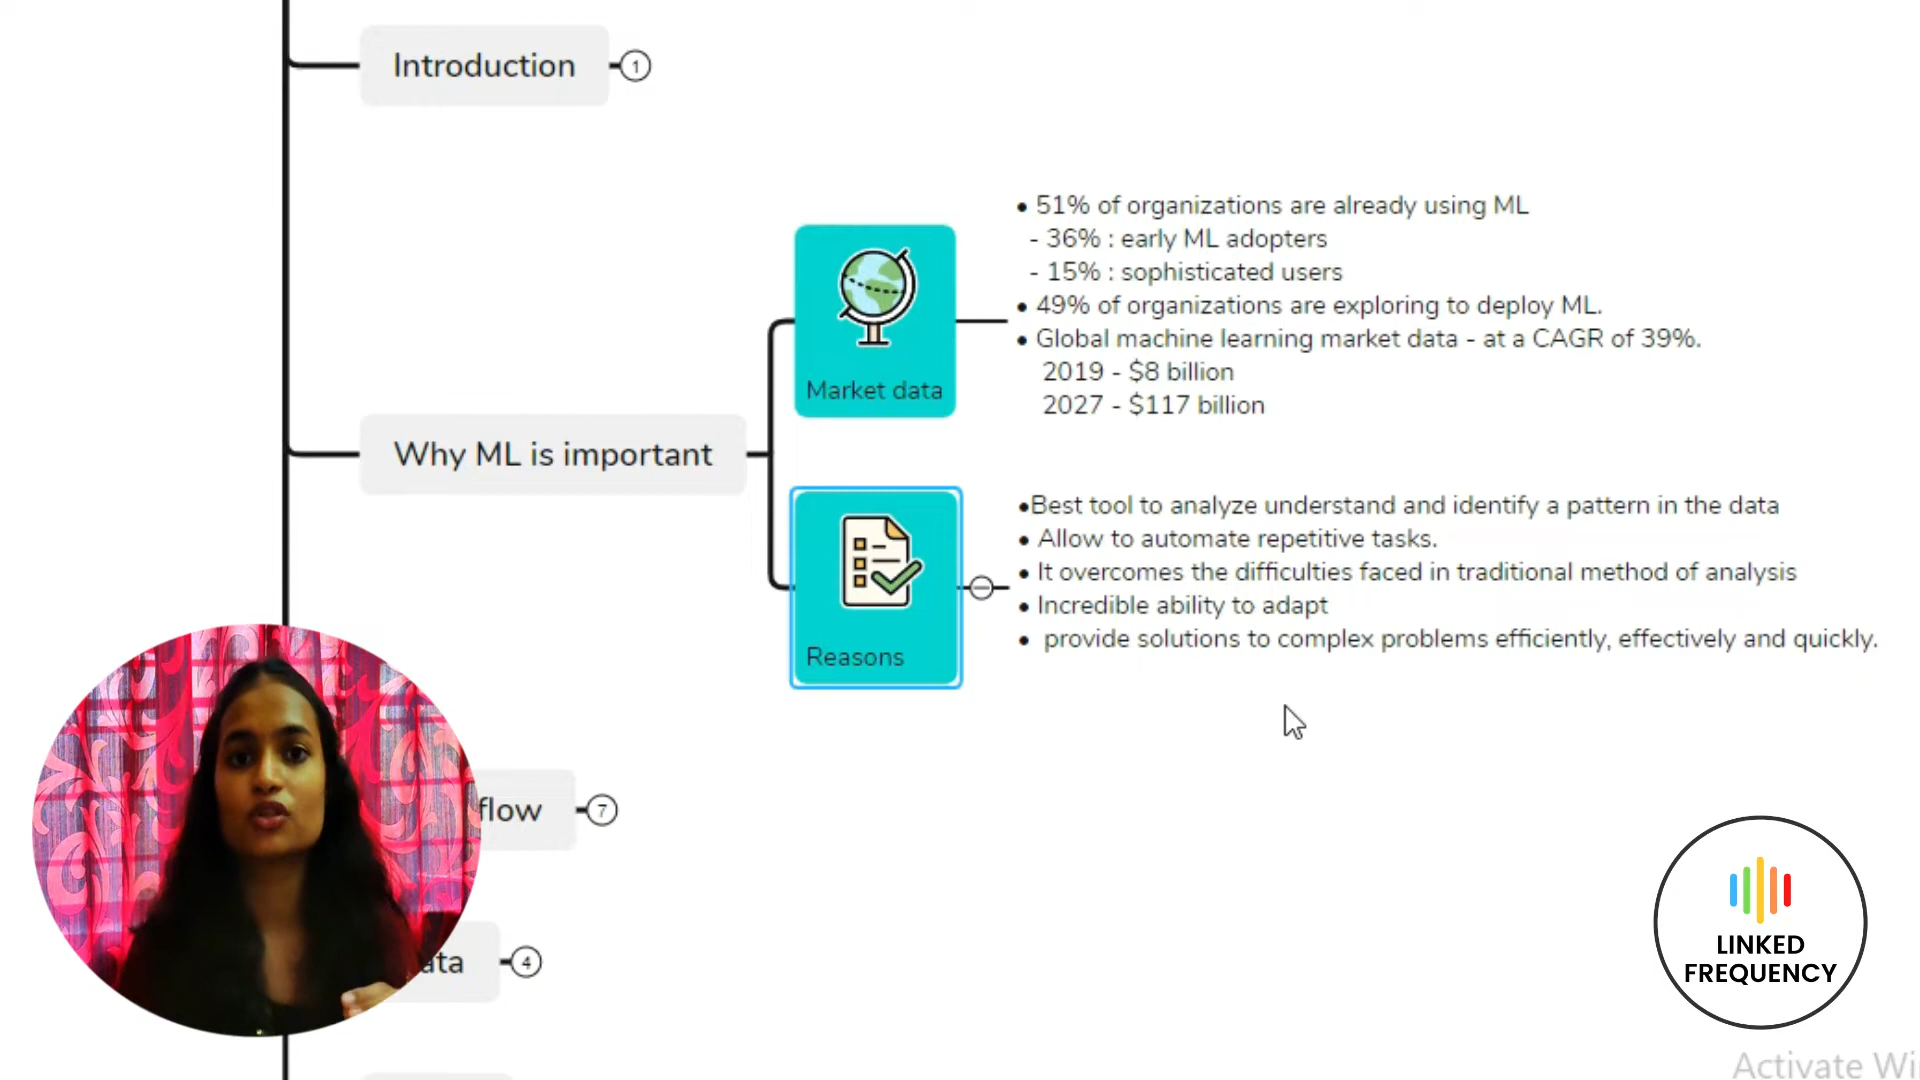 Introduction
1
• 51% of organizations are already using ML
- 36% : early ML adopters
- 15% : sophisticated users
• 49% of organizations are exploring to deploy ML.
• Global machine learning market data - at a CAGR of 39%.
2019 - $8 billion
2027 - $117 billion
Market data
Why ML is important
•Best tool to analyze understand and identify a pattern in the data
• Allow to automate repetitive tasks.
• It overcomes the difficulties faced in traditional method of analysis
• Incredible ability to adapt
• provide solutions to complex problems efficiently, effectively and quickly.
Reasons
flow
7
ata
4
LINKED
FREQUENCY
Activate Wi